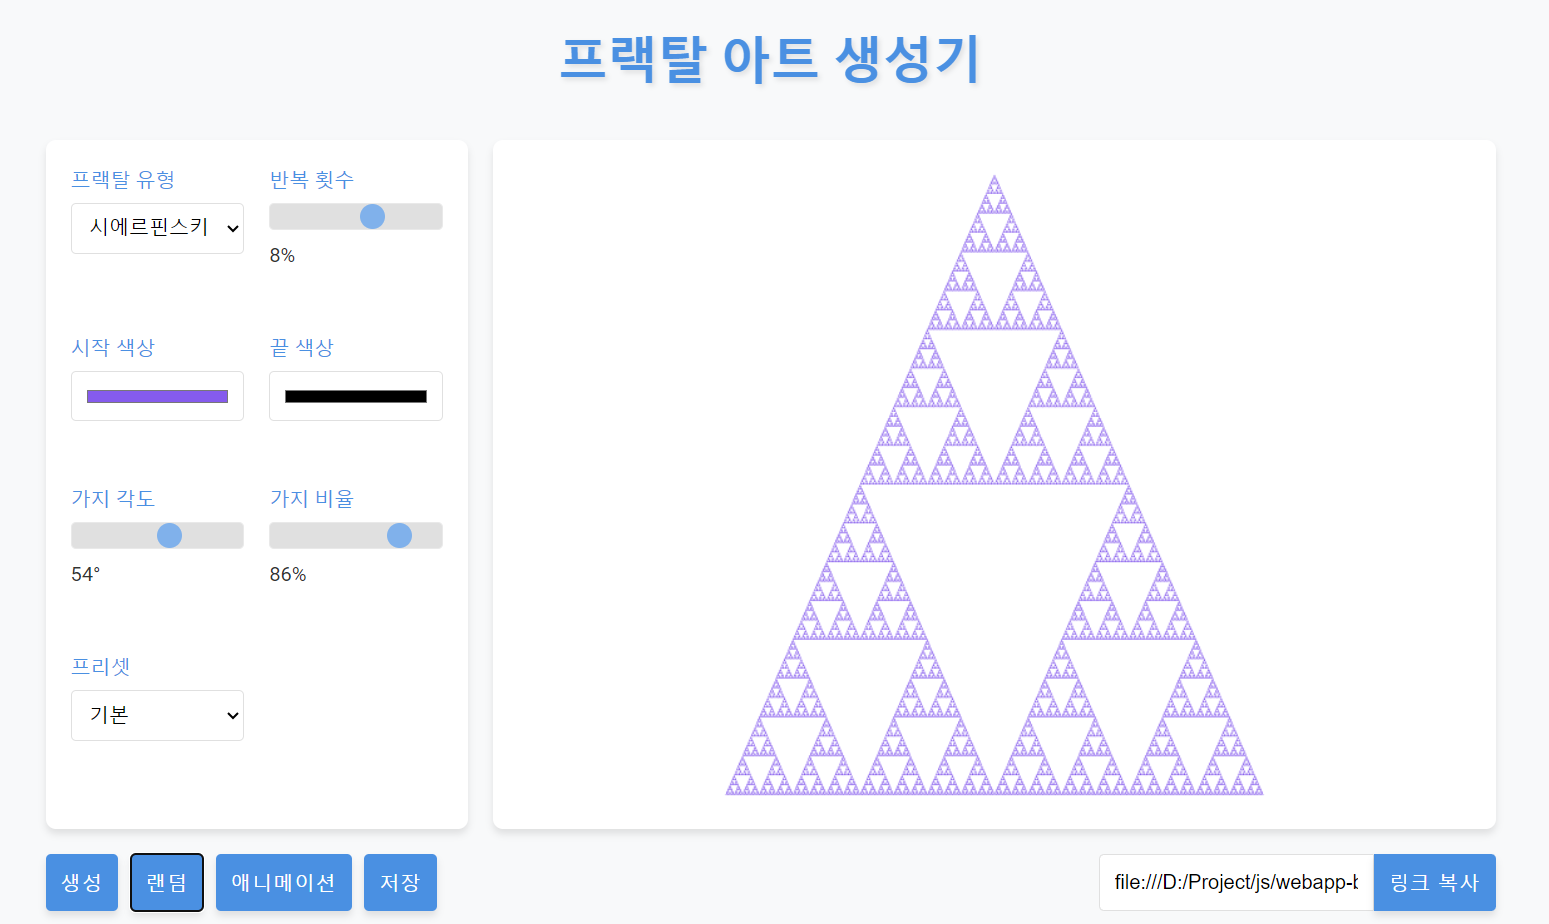 프랙탈 아트 생성기
프랙탈 유형
시에르핀스키
반복 횟수
8%
시작 색상
끝 색상
가지 각도
54°
가지 비율
86%
프리셋
기본
생성
랜덤
애니메이션
저장
file:///D:/Project/js/webapp-b
링크 복사